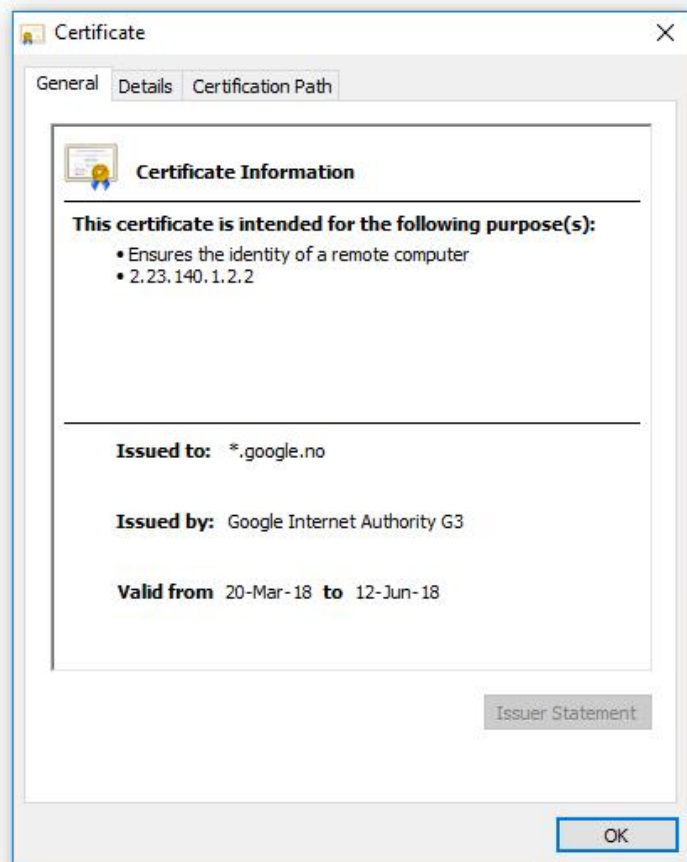 Certificate
General Details Certification Path
Certificate Information
This certificate is intended for the following purpose(s):
• Ensures the identity of a remote computer
• 2.23.140.1.2.2
Issued to: *.google.no
Issued by: Google Internet Authority G3
Valid from 20-Mar-18 to 12-Jun-18
Issuer Statement
OK